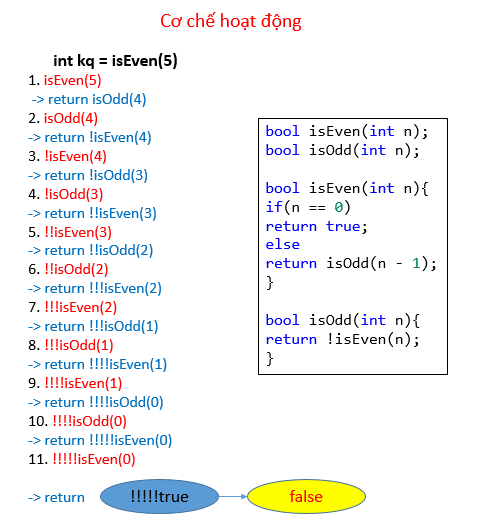 Cơ chế hoạt động
int kq = isEven(5)
1. isEven(5)
-> return isOdd(4)
2. isOdd(4)
-> return !isEven(4)
3. !isEven(4)
-> return !isOdd(3)
4. !isOdd(3)
-> return !!isEven(3)
5. !!isEven(3)
-> return !!isOdd(2)
6. !!isOdd(2)
-> return !!!isEven(2)
7. !!!isEven(2)
-> return !!!isOdd(1)
8. !!!isOdd(1)
-> return !!!!isEven(1)
9. !!!!isEven(1)
-> return !!!!isOdd(0)
10. !!!!isOdd(0)
-> return !!!!!isEven(0)
11. !!!!!isEven(0)
-> return !!!!!true false
bool isEven(int n);
bool isOdd(int n);
bool isEven(int n){
if(n == 0)
return true;
else
return isOdd(n - 1);
}
bool isOdd(int n){
return !isEven(n);
}